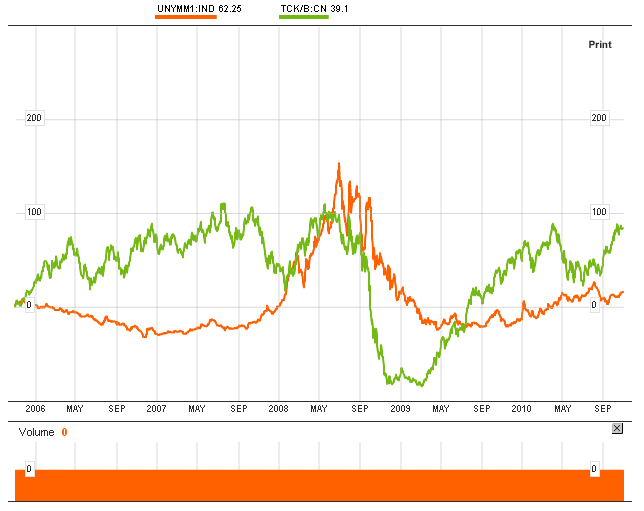 UNYMM1:IND 62.25 TCK/B:CN 39.1
Print
200 200
100 100
0 0
2006 MAY SEP 2007 MAY SEP 2008 MAY SEP 2009 MAY SEP 2010 MAY SEP
Volume 0
0 0